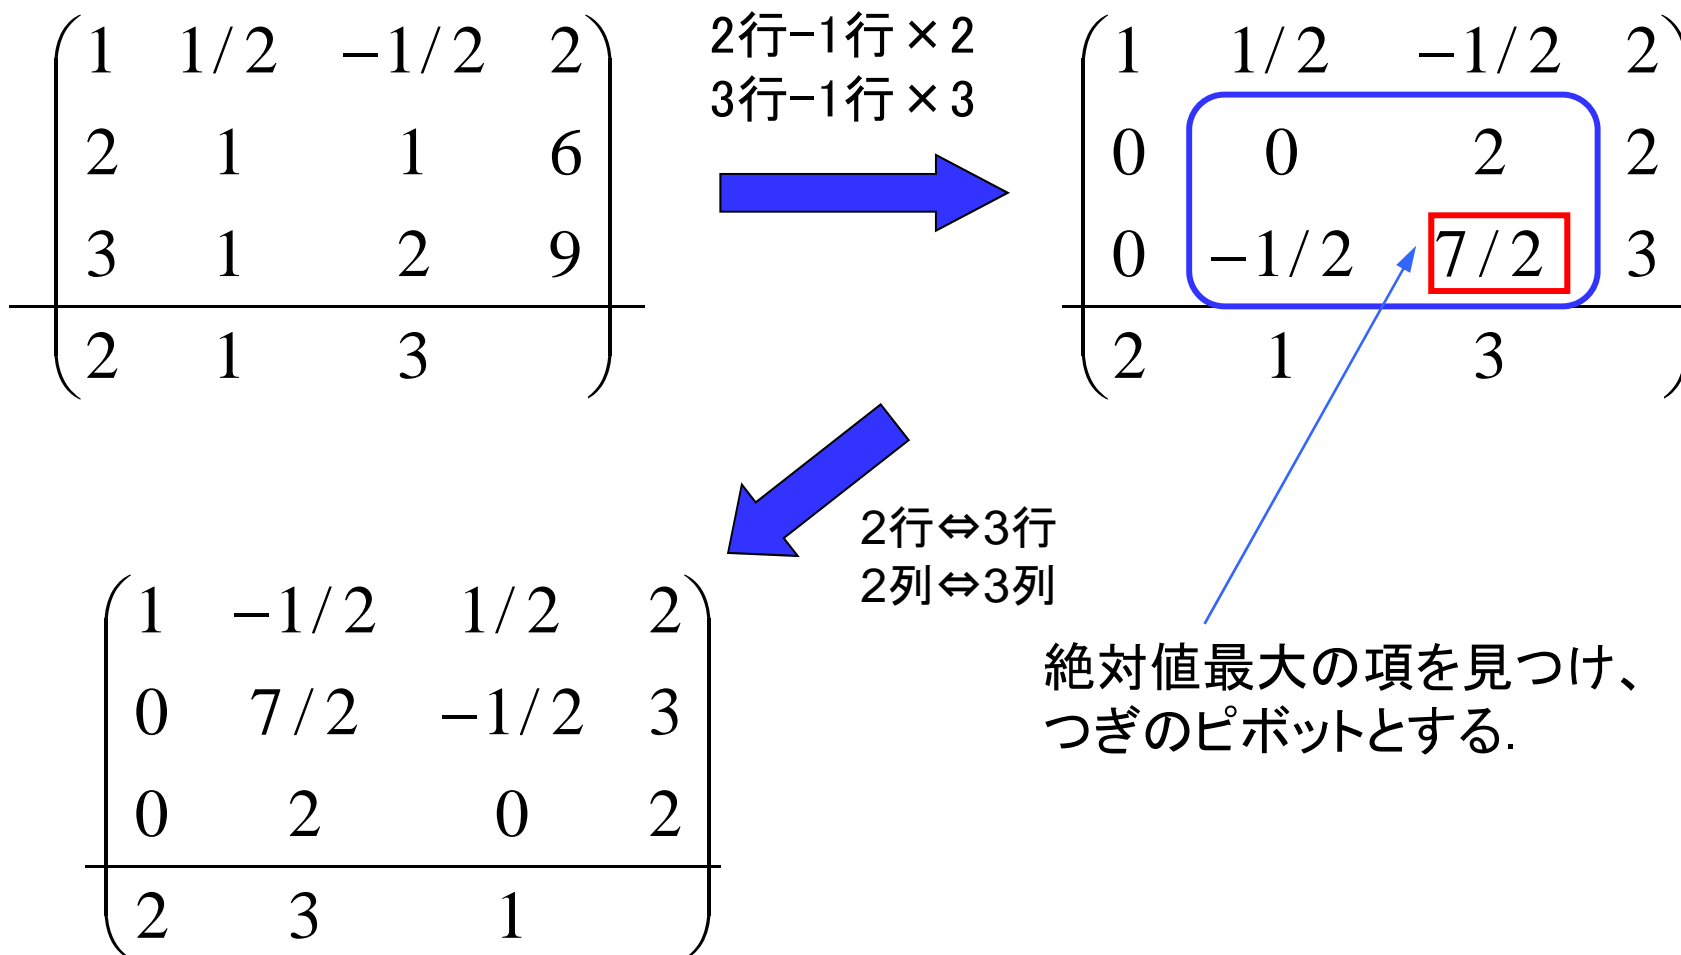 1 1/2 −1/2 2
2 1 1 6
3 1 2 9
2 1 3
2行−1行×2
3行−1行×3
1 1/2 −1/2 2
0 0 2 2
0 −1/2 7/2 3
2 1 3
2行⇔3行
2列⇔3列
1 −1/2 1/2 2
0 7/2 −1/2 3
0 2 0 2
2 3 1
絶対値最大の項を見つけ、
つぎのピボットとする.